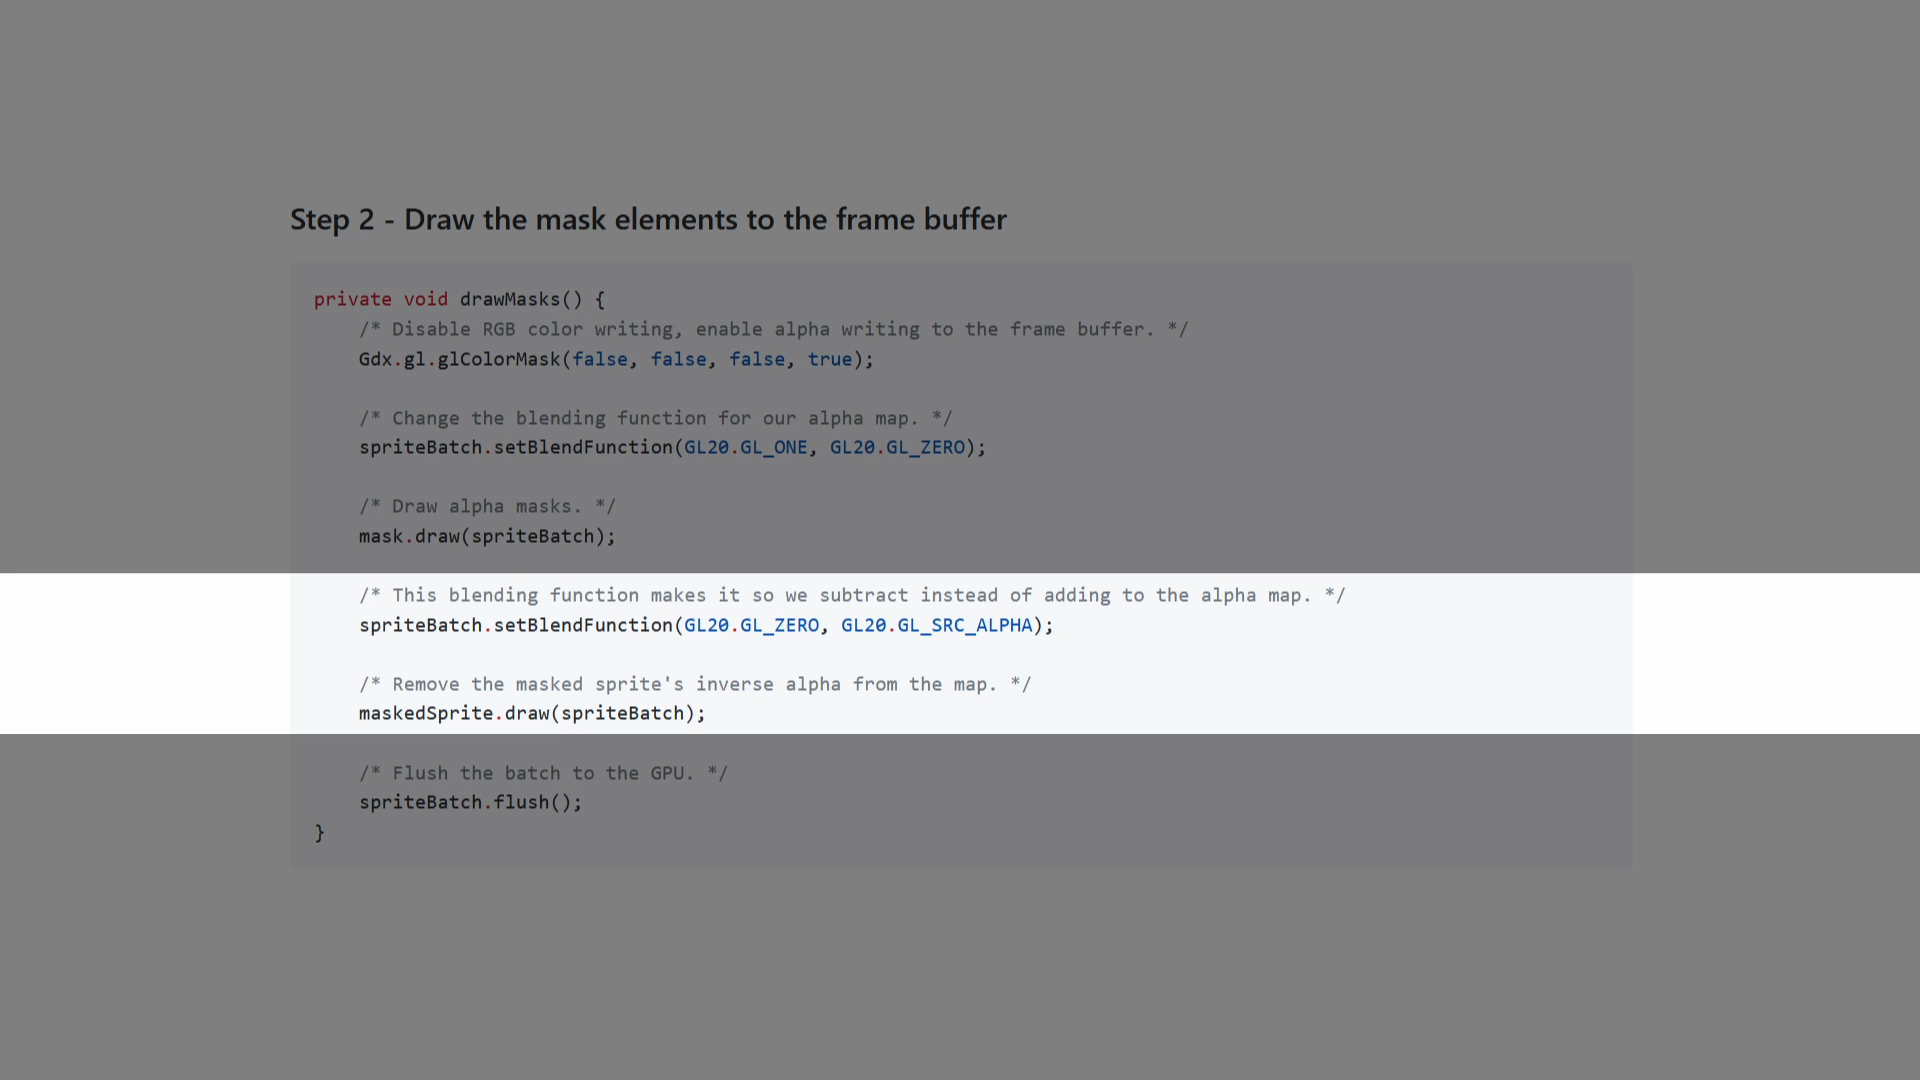 Step 2 - Draw the mask elements to the frame buffer
private void drawMasks() {
    /* Disable RGB color writing, enable alpha writing to the frame buffer. */
    Gdx.gl.glColorMask(false, false, false, true);
    /* Change the blending function for our alpha map. */
    spriteBatch.setBlendFunction(GL20.GL_ONE, GL20.GL_ZERO);
    /* Draw alpha masks. */
    mask.draw(spriteBatch);
    /* This blending function makes it so we subtract instead of adding to the alpha map. */
    spriteBatch.setBlendFunction(GL20.GL_ZERO, GL20.GL_SRC_ALPHA);
    /* Remove the masked sprite's inverse alpha from the map. */
    maskedSprite.draw(spriteBatch);
    /* Flush the batch to the GPU. */
    spriteBatch.flush();
}